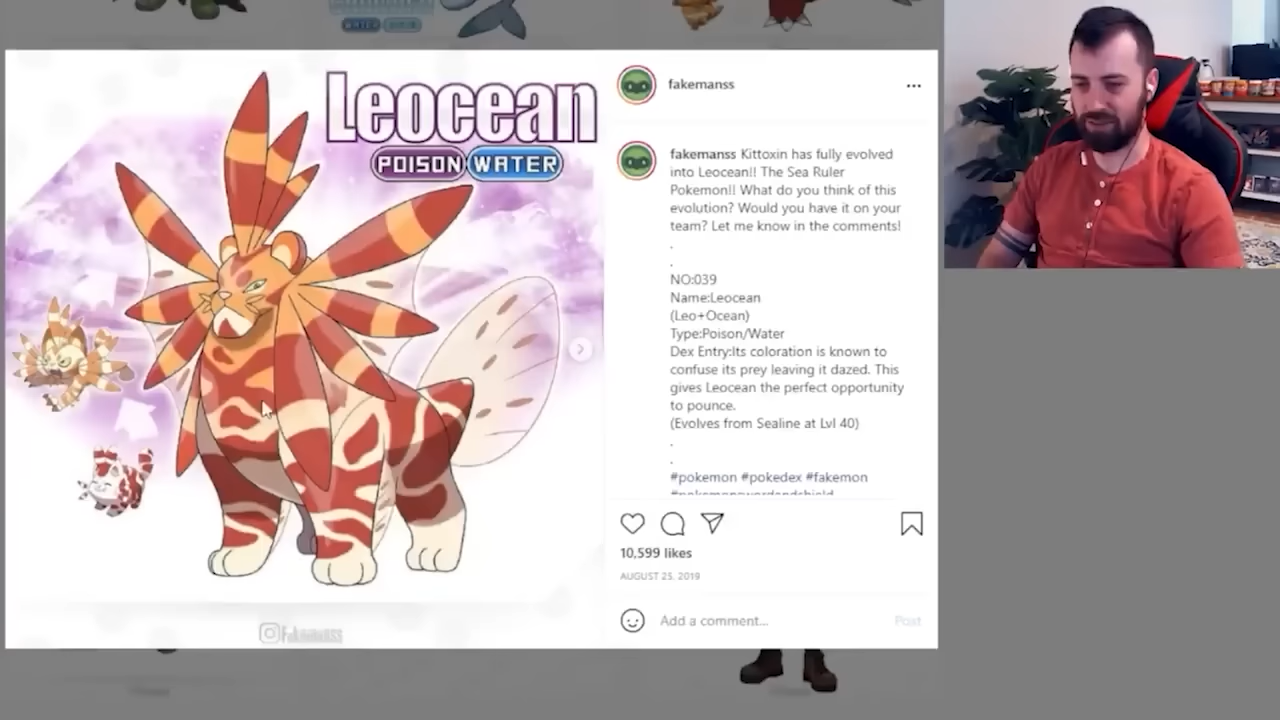 WATER
Leocean
POISON WATER
fakemanss
fakemanss Kittoxin has fully evolved
into Leocean!! The Sea Ruler
Pokemon!! What do you think of this
evolution? Would you have it on your
team? Let me know in the comments!
.
.
NO:039
Name:Leocean
(Leo+Ocean)
Type:Poison/Water
Dex Entry:Its coloration is known to
confuse its prey leaving it dazed. This
gives Leocean the perfect opportunity
to pounce.
(Evolves from Sealine at Lvl 40)
.
.
#pokemon #pokedex #fakemon
#pokemonswordandshield
10,599 likes
AUGUST 25, 2019
Add a comment...
Post
Fakemanss